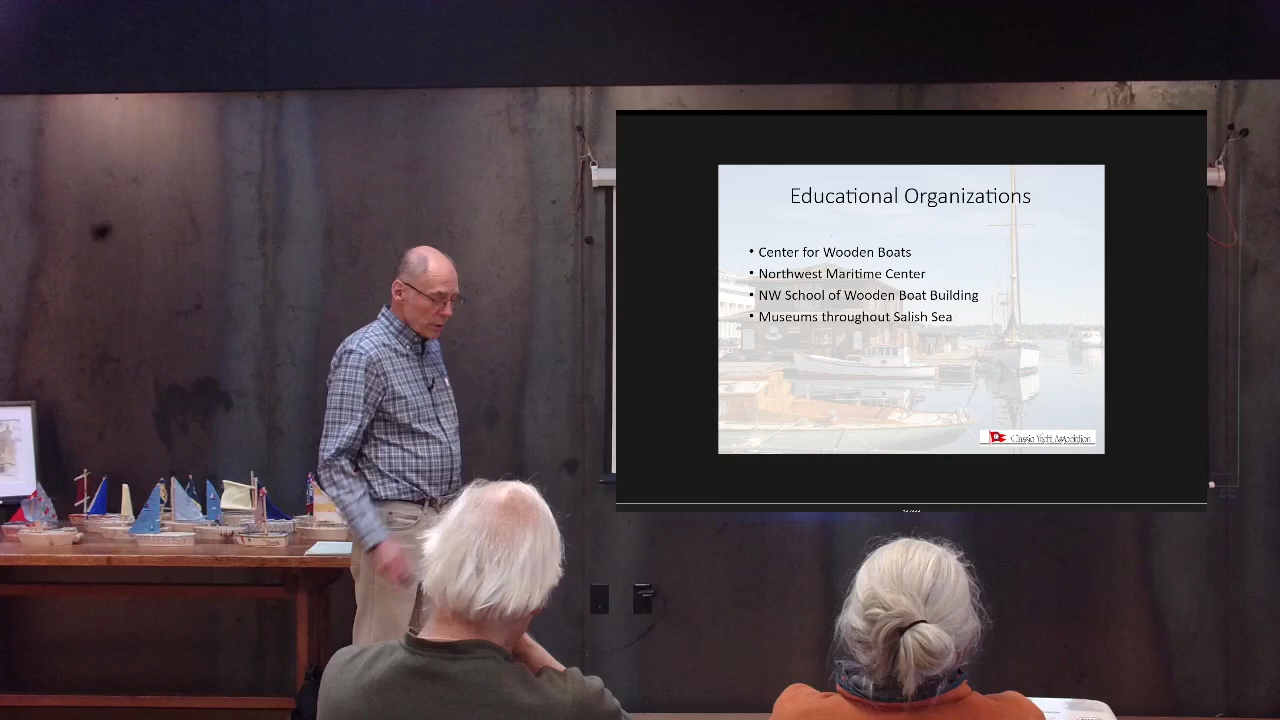 Educational Organizations
• Center for Wooden Boats
• Northwest Maritime Center
• NW School of Wooden Boat Building
• Museums throughout Salish Sea
Classic Yacht Association